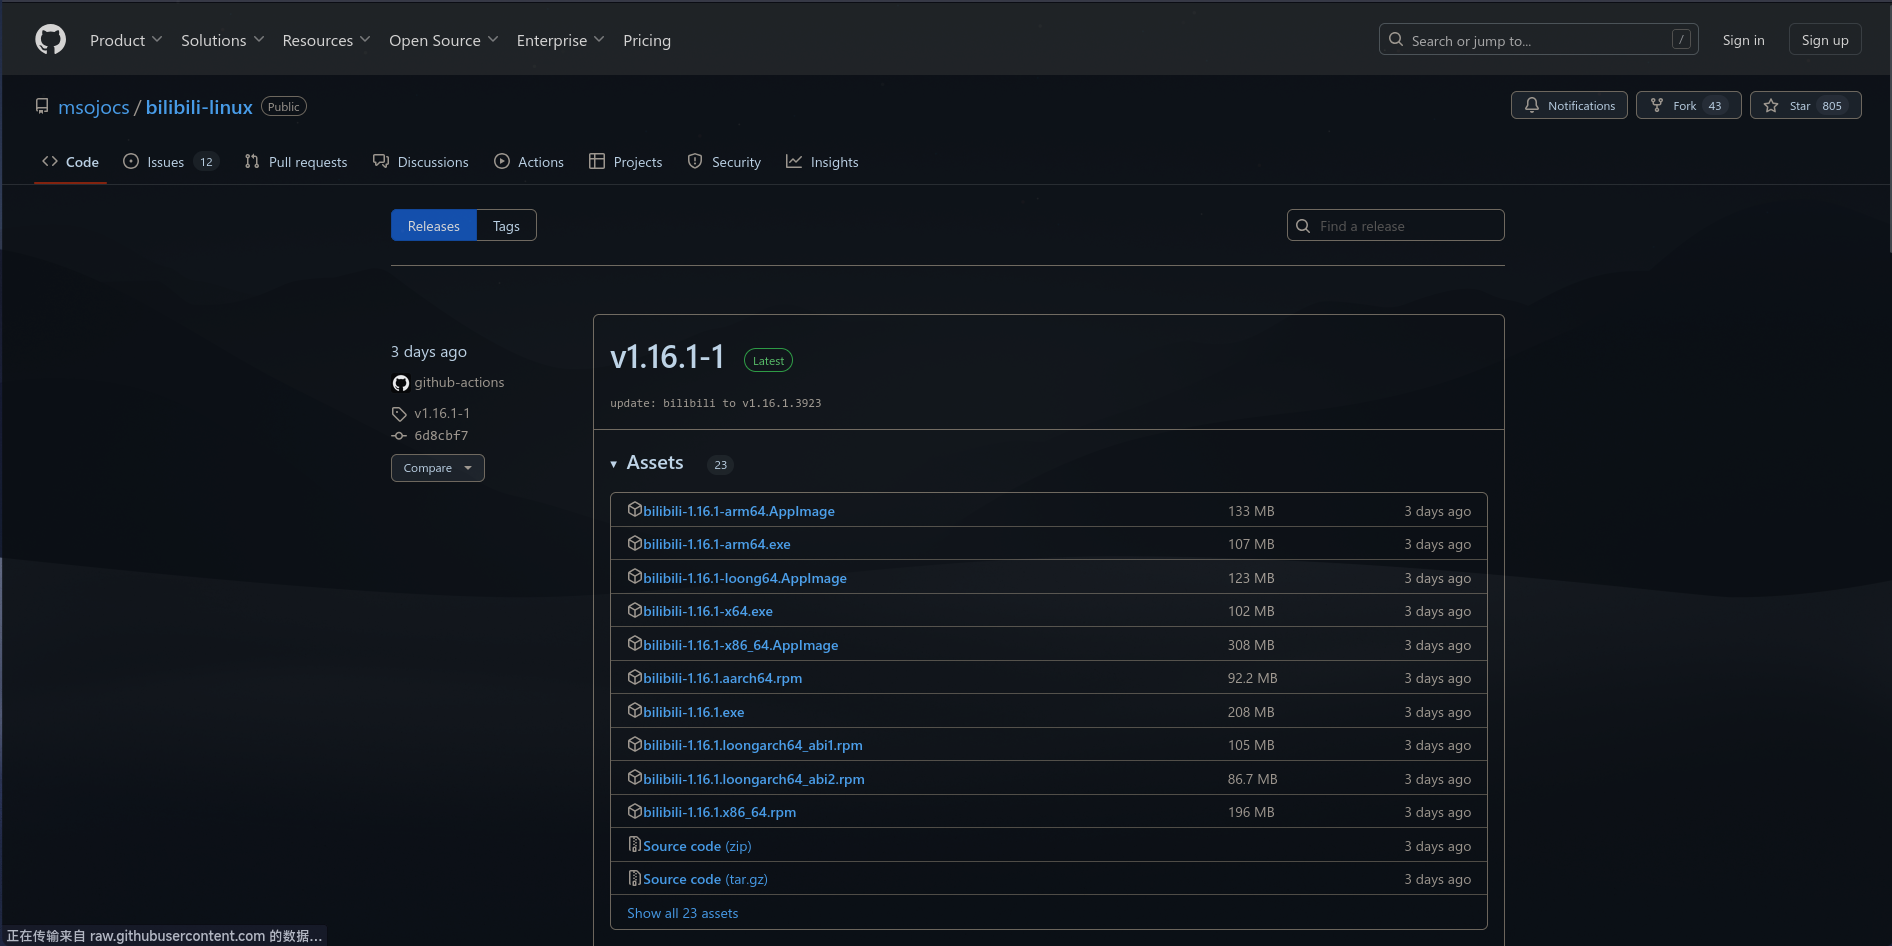 Product Solutions Resources Open Source Enterprise Pricing Search or jump to... / Sign in Sign up
msojocs / bilibili-linux Public Notifications Fork 43 Star 805
Code Issues 12 Pull requests Discussions Actions Projects Security Insights
Releases Tags Find a release
3 days ago
github-actions
v1.16.1-1
6d8cbf7
Compare
v1.16.1-1 Latest
update: bilibili to v1.16.1.3923
Assets 23
bilibili-1.16.1-arm64.AppImage 133 MB 3 days ago
bilibili-1.16.1-arm64.exe 107 MB 3 days ago
bilibili-1.16.1-loong64.AppImage 123 MB 3 days ago
bilibili-1.16.1-x64.exe 102 MB 3 days ago
bilibili-1.16.1-x86_64.AppImage 308 MB 3 days ago
bilibili-1.16.1.aarch64.rpm 92.2 MB 3 days ago
bilibili-1.16.1.exe 208 MB 3 days ago
bilibili-1.16.1.loongarch64_abi1.rpm 105 MB 3 days ago
bilibili-1.16.1.loongarch64_abi2.rpm 86.7 MB 3 days ago
bilibili-1.16.1.x86_64.rpm 196 MB 3 days ago
Source code (zip) 3 days ago
Source code (tar.gz) 3 days ago
Show all 23 assets
正在传输来自 raw.githubusercontent.com 的数据…